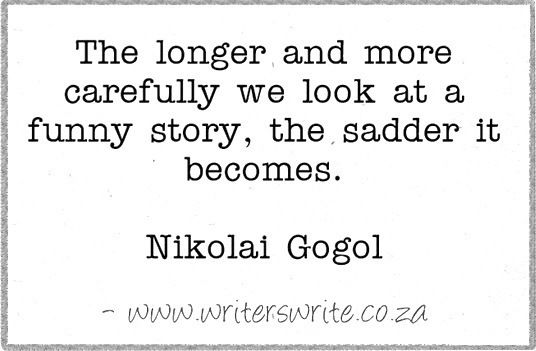 The longer and more
carefully we look at a
funny story, the sadder it
becomes.
Nikolai Gogol
- www.writerswrite.co.za